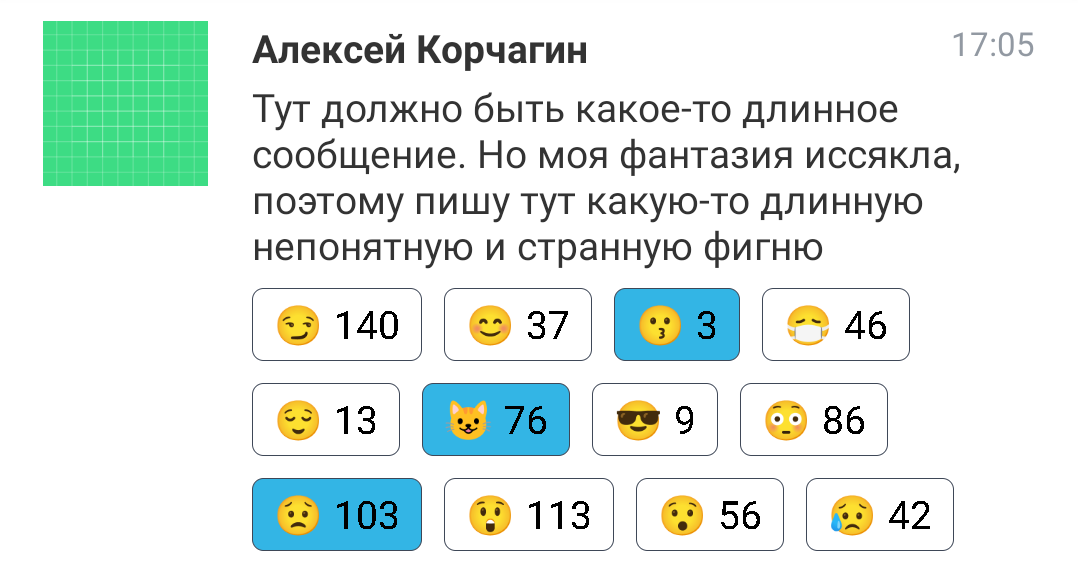 Алексей Корчагин 17:05
Тут должно быть какое-то длинное
сообщение. Но моя фантазия иссякла,
поэтому пишу тут какую-то длинную
непонятную и странную фигню
😏 140 😊 37 😗 3 😷 46
😌 13 😺 76 😎 9 😳 86
😟 103 😲 113 😯 56 😥 42